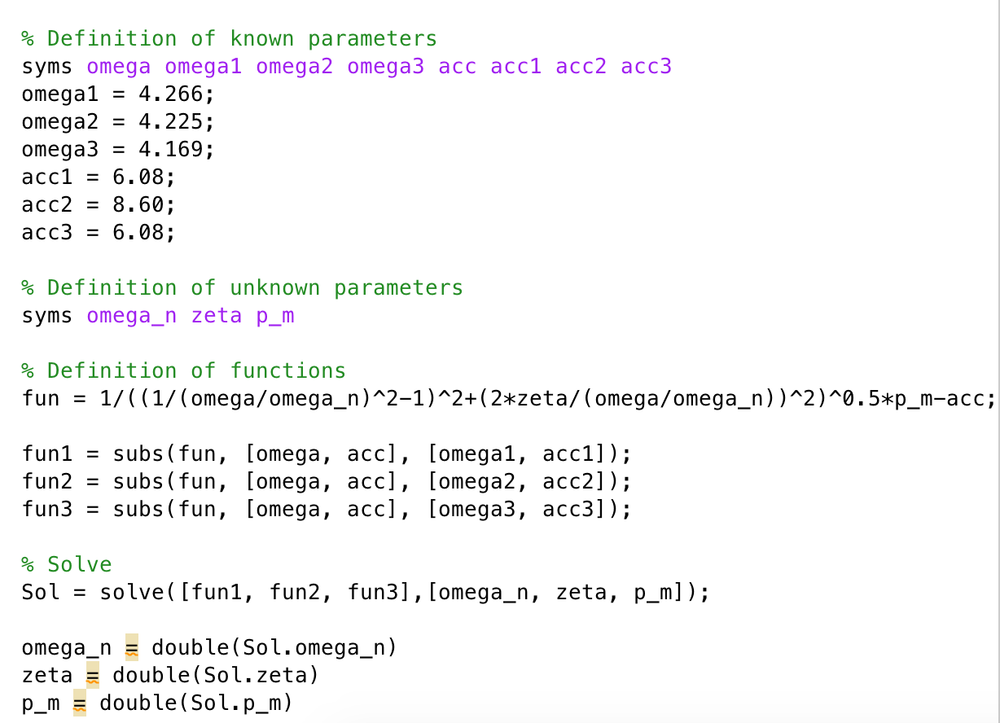 % Definition of known parameters
syms omega omega1 omega2 omega3 acc acc1 acc2 acc3
omega1 = 4.266;
omega2 = 4.225;
omega3 = 4.169;
acc1 = 6.08;
acc2 = 8.60;
acc3 = 6.08;
% Definition of unknown parameters
syms omega_n zeta p_m
% Definition of functions
fun = 1/((1/(omega/omega_n)^2-1)^2+(2*zeta/(omega/omega_n))^2)^0.5*p_m-acc;
fun1 = subs(fun, [omega, acc], [omega1, acc1]);
fun2 = subs(fun, [omega, acc], [omega2, acc2]);
fun3 = subs(fun, [omega, acc], [omega3, acc3]);
% Solve
Sol = solve([fun1, fun2, fun3],[omega_n, zeta, p_m]);
omega_n = double(Sol.omega_n)
zeta = double(Sol.zeta)
p_m = double(Sol.p_m)